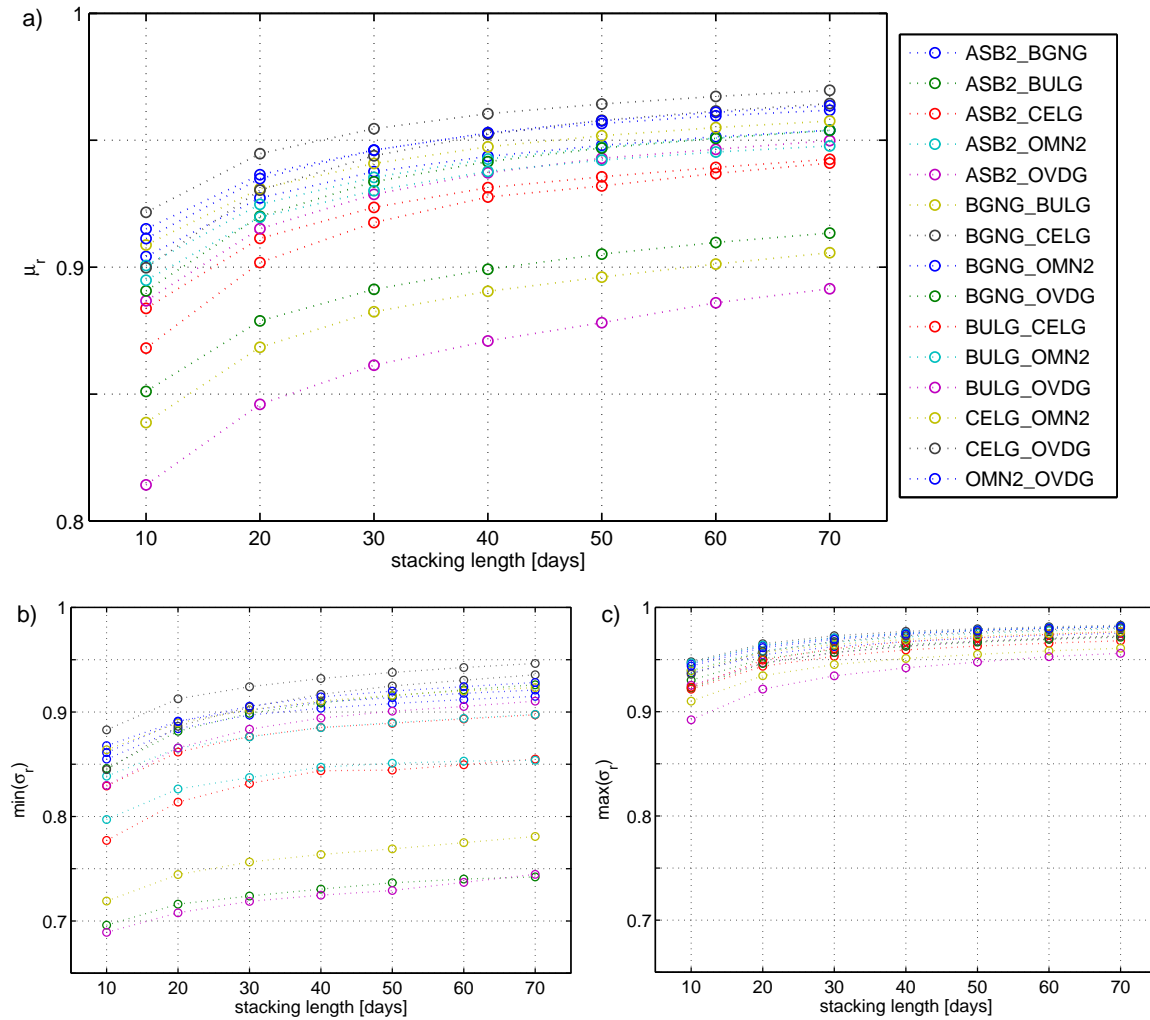 a)
1
0.9
0.8
μr
10 20 30 40 50 60 70
stacking length [days]
ASB2_BGNG
ASB2_BULG
ASB2_CELG
ASB2_OMN2
ASB2_OVDG
BGNG_BULG
BGNG_CELG
BGNG_OMN2
BGNG_OVDG
BULG_CELG
BULG_OMN2
BULG_OVDG
CELG_OMN2
CELG_OVDG
OMN2_OVDG
b)
1
0.9
0.8
0.7
min(σr)
10 20 30 40 50 60 70
stacking length [days]
c)
1
0.9
0.8
0.7
max(σr)
10 20 30 40 50 60 70
stacking length [days]